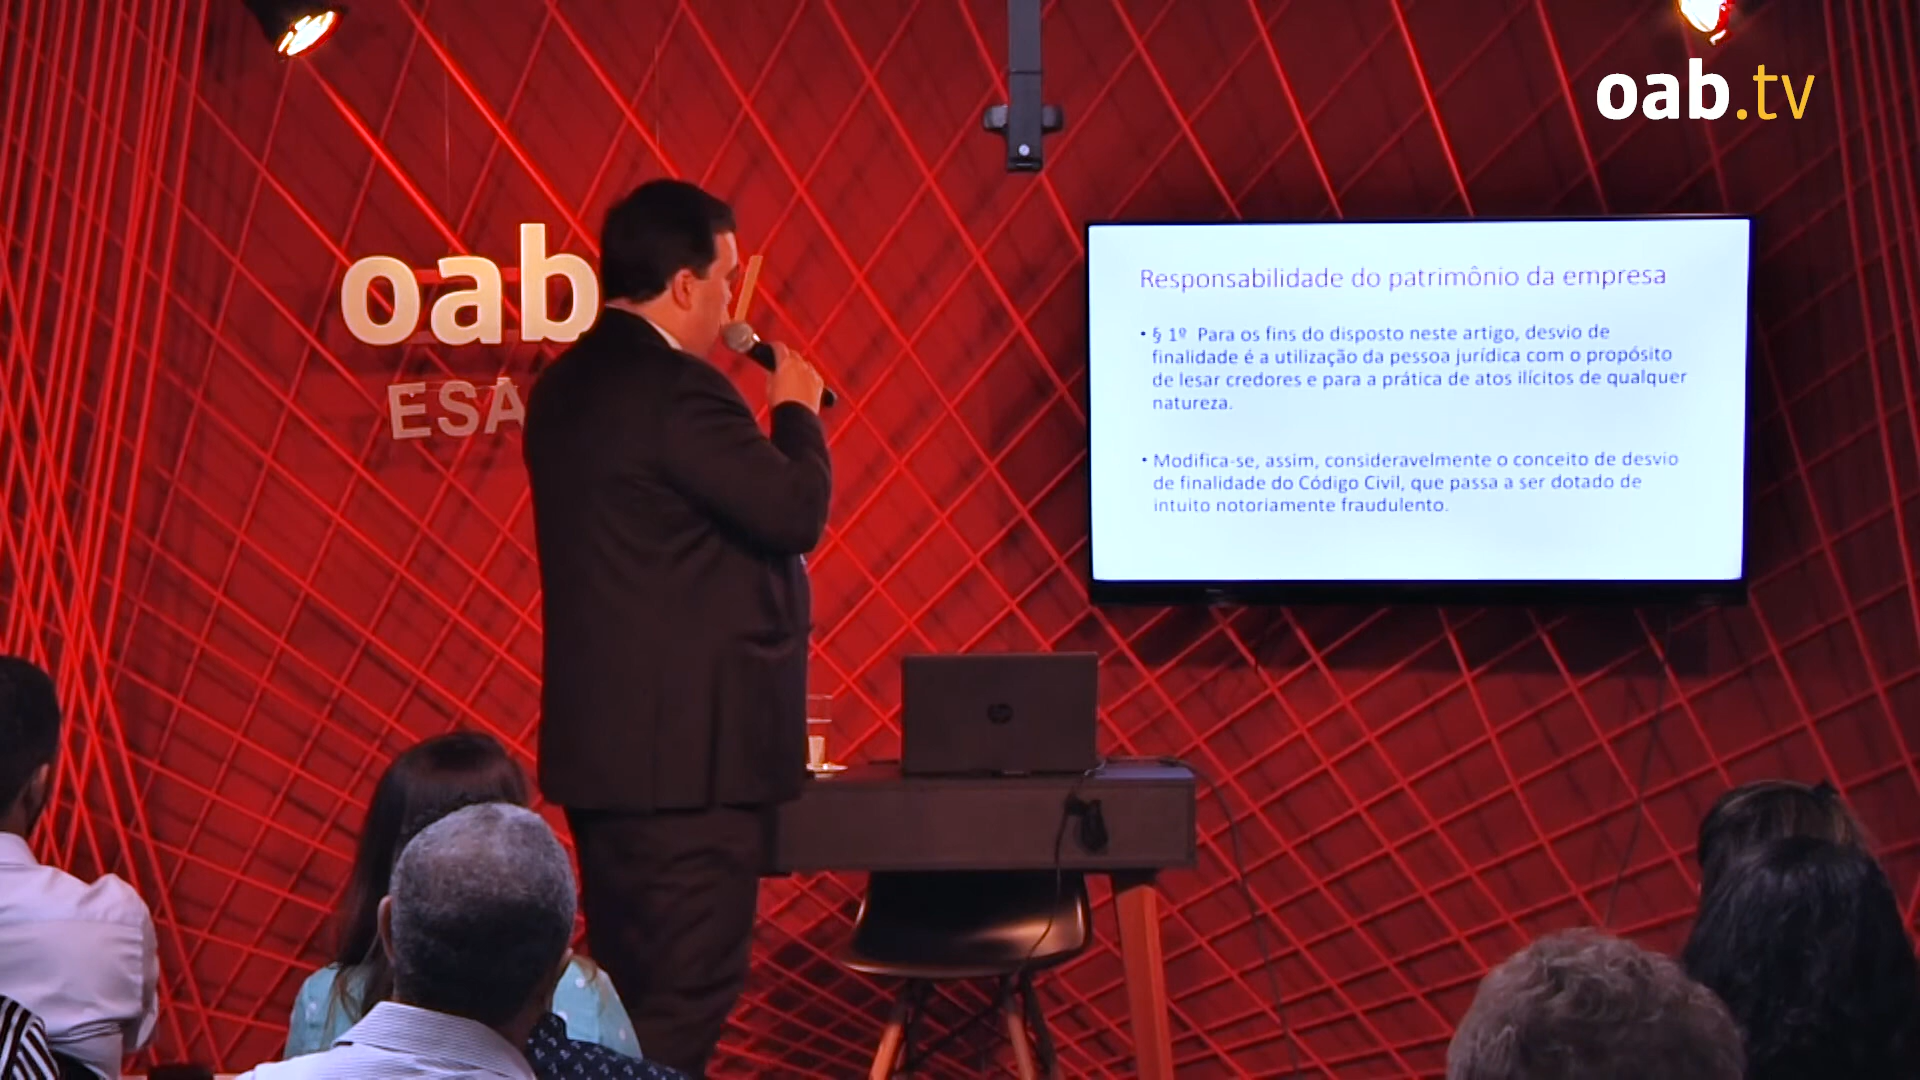 oab.tv
oab
ESA
Responsabilidade do patrimônio da empresa
• § 1º Para os fins do disposto neste artigo, desvio de
finalidade é a utilização da pessoa jurídica com o propósito
de lesar credores e para a prática de atos ilícitos de qualquer
natureza.
• Modifica-se, assim, consideravelmente o conceito de desvio
de finalidade do Código Civil, que passa a ser dotado de
intuito notoriamente fraudulento.
hp